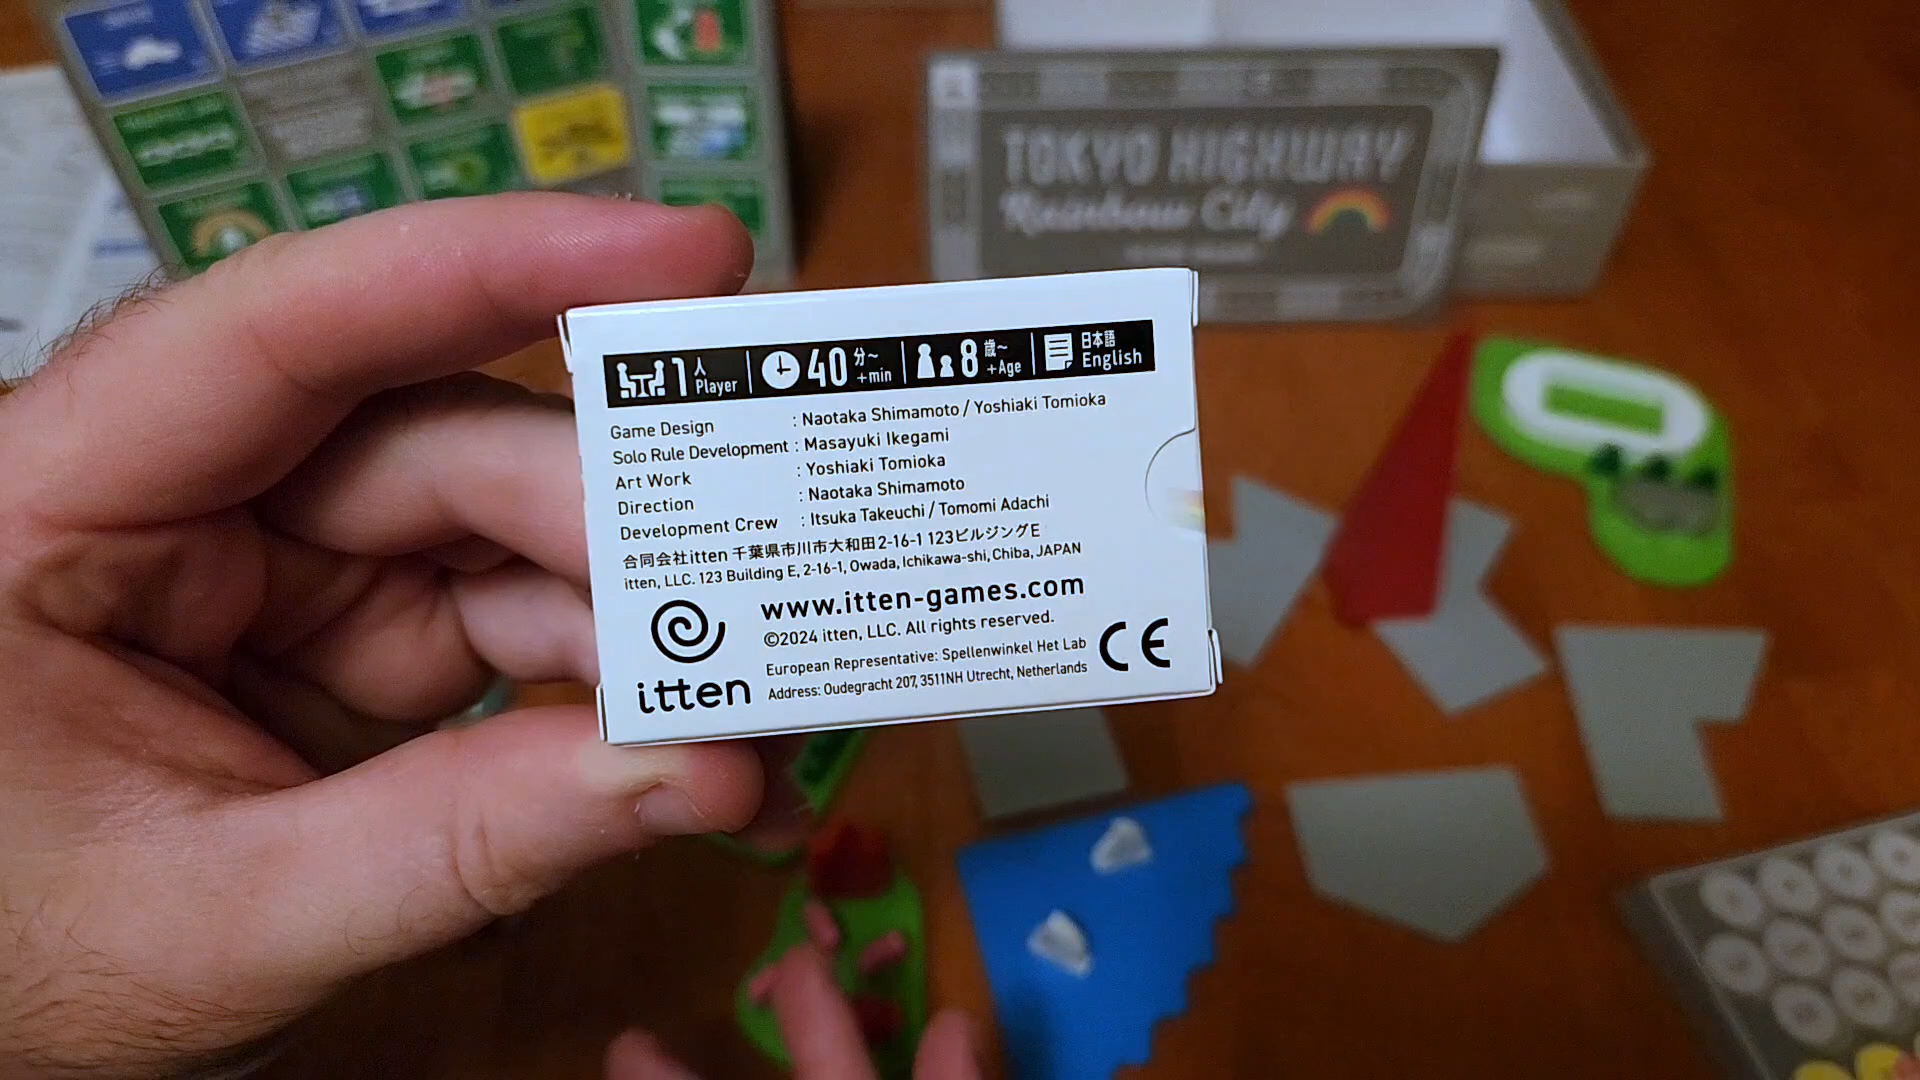 TOKYO HIGHWAY
Rainbow City
1 人 Player | 40 分~ +min | 8 歳~ +Age | 日本語 English
Game Design : Naotaka Shimamoto / Yoshiaki Tomioka
Solo Rule Development : Masayuki Ikegami
Art Work : Yoshiaki Tomioka
Direction : Naotaka Shimamoto
Development Crew : Itsuka Takeuchi / Tomomi Adachi
合同会社itten 千葉県市川市大和田2-16-1 123ビルジングE
itten, LLC. 123 Building E, 2-16-1, Owada, Ichikawa-shi, Chiba, JAPAN
www.itten-games.com
©2024 itten, LLC. All rights reserved.
European Representative: Spellenwinkel Het Lab
Address: Oudegracht 207, 3511NH Utrecht, Netherlands
itten
CE